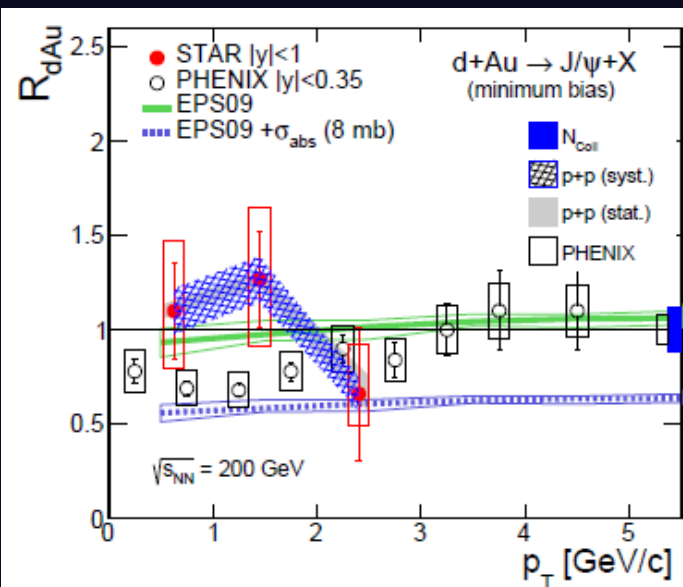 R_dAu
2.5
2
1.5
1
0.5
0
STAR |y|<1
PHENIX |y|<0.35
EPS09
EPS09 +σ_abs (8 mb)
d+Au → J/ψ+X
(minimum bias)
N_Coll
p+p (syst.)
p+p (stat.)
PHENIX
√s_NN = 200 GeV
0 1 2 3 4 5
p_T [GeV/c]